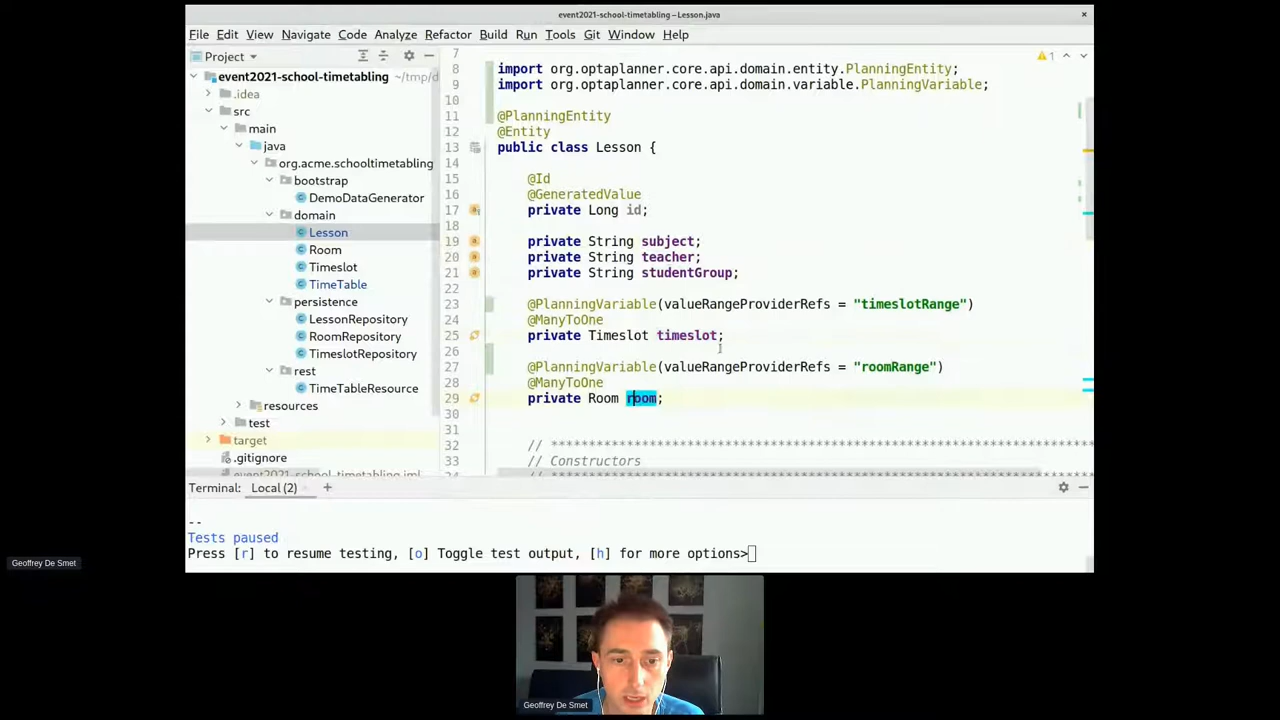 event2021-school-timetabling – Lesson.java
File Edit View Navigate Code Analyze Refactor Build Run Tools Git Window Help
Project
event2021-school-timetabling ~/tmp/d
.idea
src
main
java
org.acme.schooltimetabling
bootstrap
DemoDataGenerator
domain
Lesson
Room
Timeslot
TimeTable
persistence
LessonRepository
RoomRepository
TimeslotRepository
rest
TimeTableResource
resources
test
target
.gitignore
event2021-school-timetabling.iml
1
7
8 import org.optaplanner.core.api.domain.entity.PlanningEntity;
9 import org.optaplanner.core.api.domain.variable.PlanningVariable;
10
11 @PlanningEntity
12 @Entity
13 public class Lesson {
14
15 @Id
16 @GeneratedValue
17 private Long id;
18
19 private String subject;
20 private String teacher;
21 private String studentGroup;
22
23 @PlanningVariable(valueRangeProviderRefs = "timeslotRange")
24 @ManyToOne
25 private Timeslot timeslot;
26
27 @PlanningVariable(valueRangeProviderRefs = "roomRange")
28 @ManyToOne
29 private Room room;
30
31
32 // ************************************************************************
33 // Constructors
Terminal: Local (2) +
--
Tests paused
Press [r] to resume testing, [o] Toggle test output, [h] for more options>
Geoffrey De Smet
Geoffrey De Smet